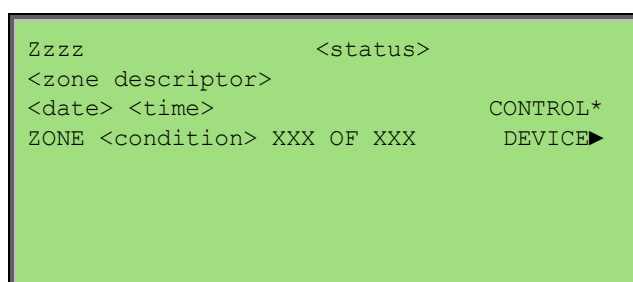 Zzzz <status>
<zone descriptor>
<date> <time> CONTROL*
ZONE <condition> XXX OF XXX DEVICE►